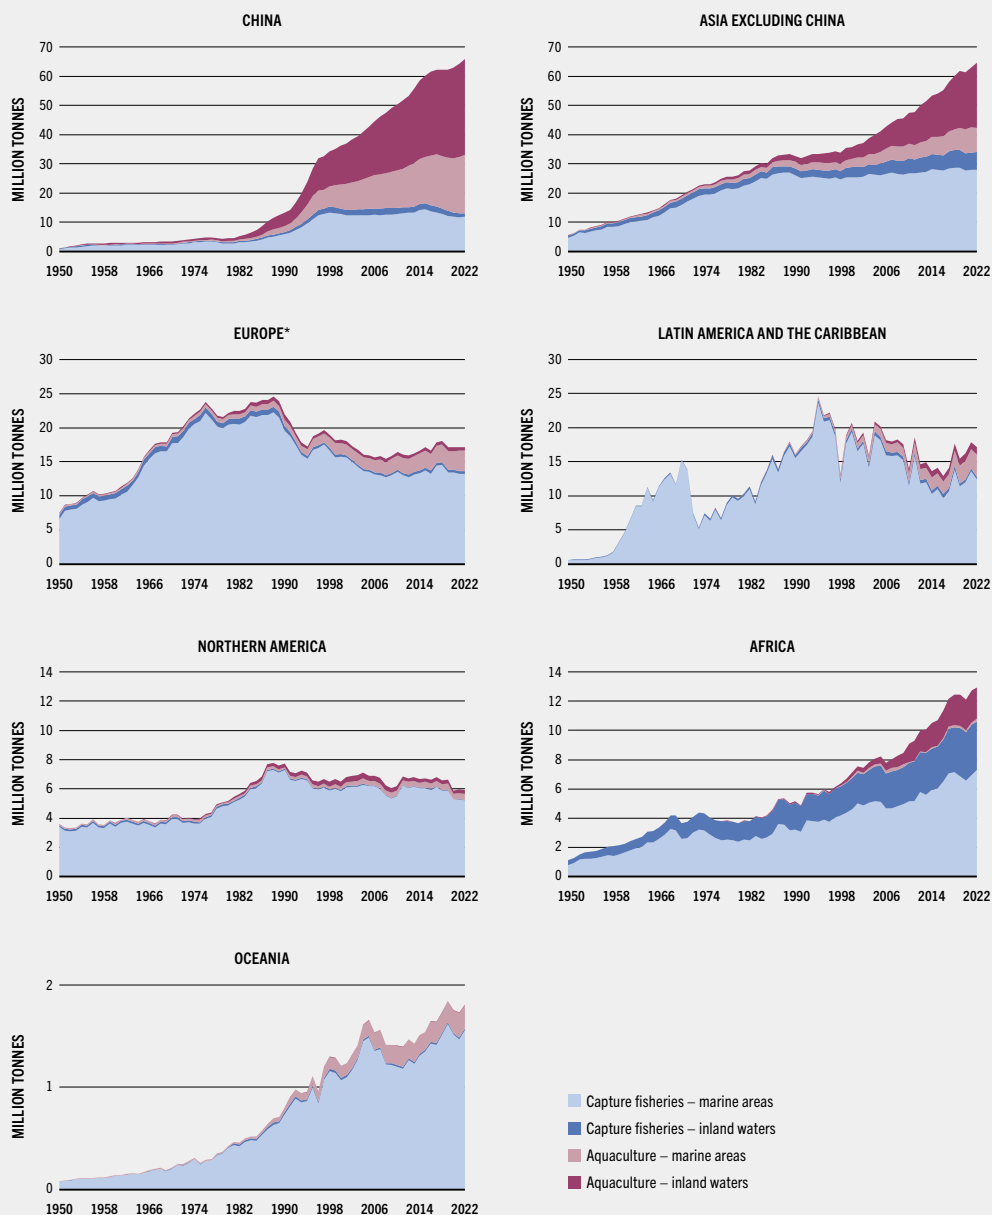 CHINA
70
60
50
40
30
20
10
0
MILLION TONNES
1950 1958 1966 1974 1982 1990 1998 2006 2014 2022
ASIA EXCLUDING CHINA
70
60
50
40
30
20
10
0
MILLION TONNES
1950 1958 1966 1974 1982 1990 1998 2006 2014 2022
EUROPE*
30
25
20
15
10
5
0
MILLION TONNES
1950 1958 1966 1974 1982 1990 1998 2006 2014 2022
LATIN AMERICA AND THE CARIBBEAN
30
25
20
15
10
5
0
MILLION TONNES
1950 1958 1966 1974 1982 1990 1998 2006 2014 2022
NORTHERN AMERICA
14
12
10
8
6
4
2
0
MILLION TONNES
1950 1958 1966 1974 1982 1990 1998 2006 2014 2022
AFRICA
14
12
10
8
6
4
2
0
MILLION TONNES
1950 1958 1966 1974 1982 1990 1998 2006 2014 2022
OCEANIA
2
1
0
MILLION TONNES
1950 1958 1966 1974 1982 1990 1998 2006 2014 2022
Capture fisheries – marine areas
Capture fisheries – inland waters
Aquaculture – marine areas
Aquaculture – inland waters